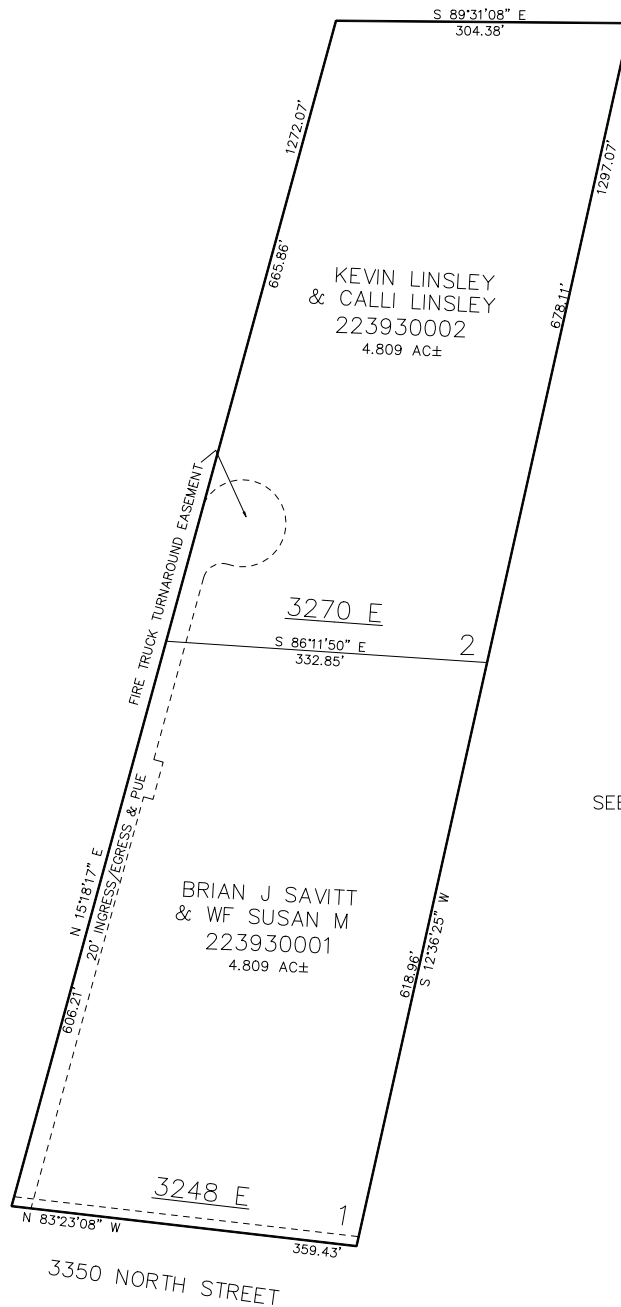 S 89°31'08" E
304.38'
1272.07'
1297.07'
665.86'
678.11'
KEVIN LINSLEY
& CALLI LINSLEY
223930002
4.809 AC±
FIRE TRUCK TURNAROUND EASEMENT
3270 E
2
S 86°11'50" E
332.85'
SEE
20' INGRESS/EGRESS & PUE
N 15°18'17" E
606.21'
BRIAN J SAVITT
& WF SUSAN M
223930001
4.809 AC±
618.96'
S 12°36'25" W
3248 E
1
N 83°23'08" W
359.43'
3350 NORTH STREET